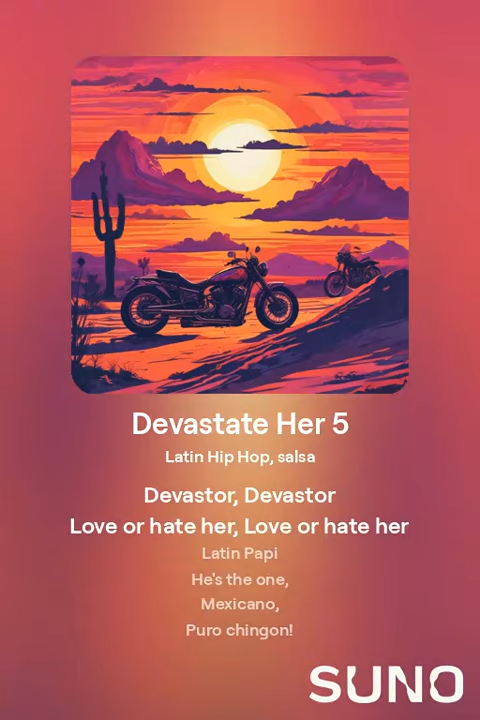 Devastate Her 5
Latin Hip Hop, salsa
Devastor, Devastor
Love or hate her, Love or hate her
Latin Papi
He's the one,
Mexicano,
Puro chingon!
SUNO